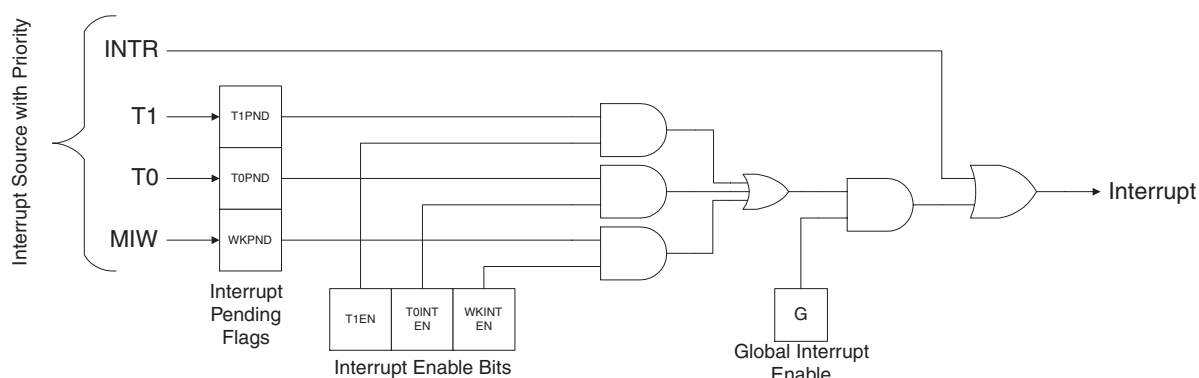 Interrupt Source with Priority
INTR
T1
T1PND
T0
T0PND
MIW
WKPND
Interrupt
Pending
Flags
T1EN
T0INT
EN
WKINT
EN
Interrupt Enable Bits
G
Global Interrupt
Enable
Interrupt